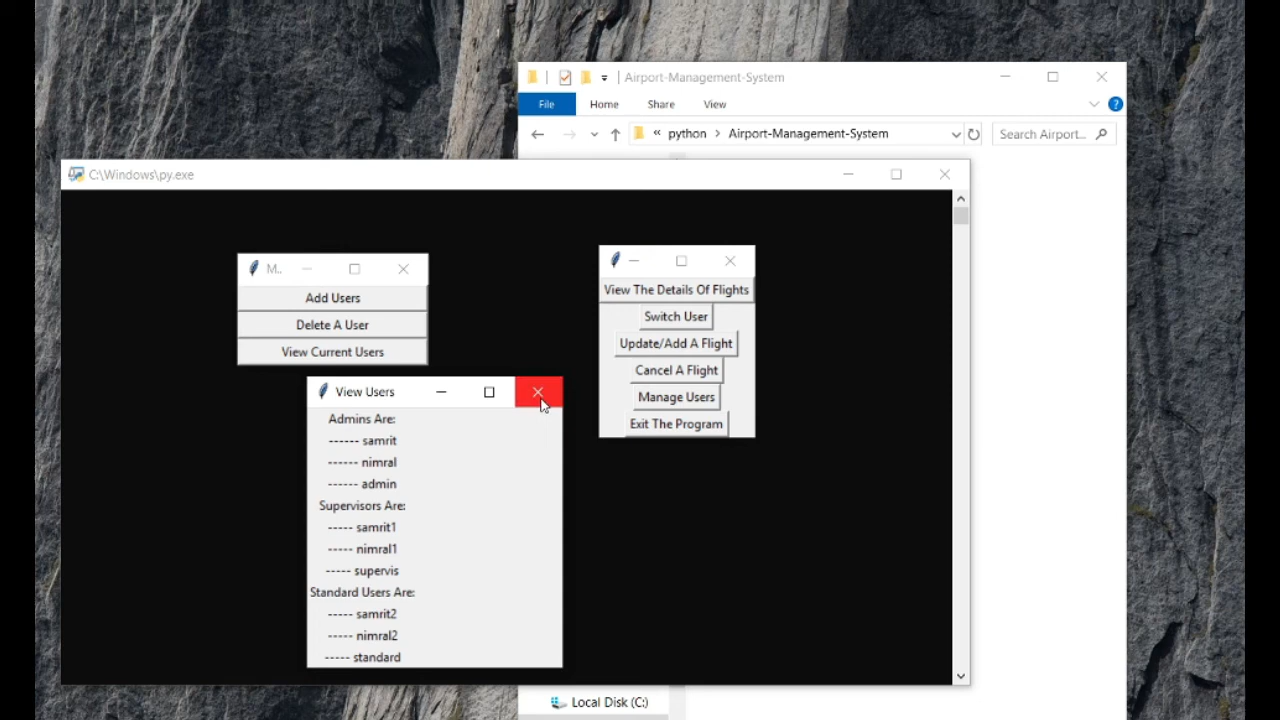 Airport-Management-System
File Home Share View
« python > Airport-Management-System
Search Airport...
C:\Windows\py.exe
M..
Add Users
Delete A User
View Current Users
View The Details Of Flights
Switch User
Update/Add A Flight
Cancel A Flight
Manage Users
Exit The Program
View Users
Admins Are:
------ samrit
------ nimral
------ admin
Supervisors Are:
----- samrit1
----- nimral1
----- supervis
Standard Users Are:
----- samrit2
----- nimral2
----- standard
Local Disk (C:)